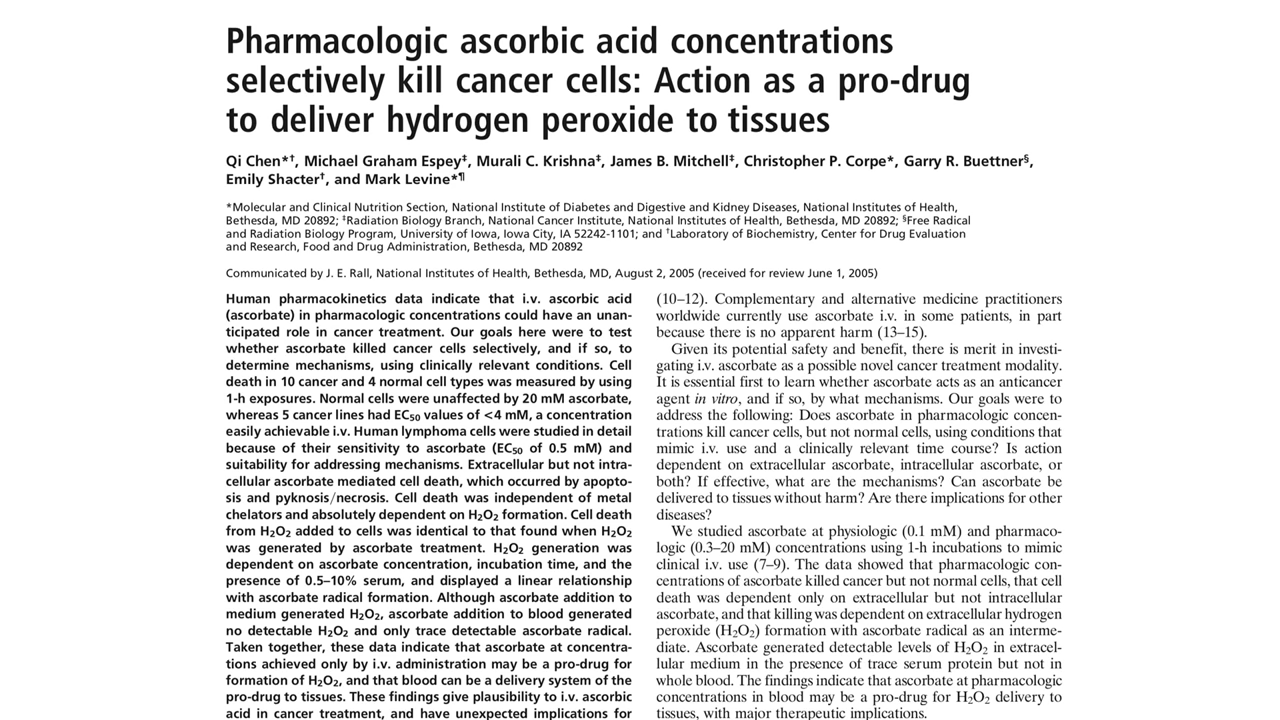 Pharmacologic ascorbic acid concentrations
selectively kill cancer cells: Action as a pro-drug
to deliver hydrogen peroxide to tissues
Qi Chen*†, Michael Graham Espey‡, Murali C. Krishna‡, James B. Mitchell‡, Christopher P. Corpe*, Garry R. Buettner§,
Emily Shacter†, and Mark Levine*¶
*Molecular and Clinical Nutrition Section, National Institute of Diabetes and Digestive and Kidney Diseases, National Institutes of Health,
Bethesda, MD 20892; ‡Radiation Biology Branch, National Cancer Institute, National Institutes of Health, Bethesda, MD 20892; §Free Radical
and Radiation Biology Program, University of Iowa, Iowa City, IA 52242-1101; and †Laboratory of Biochemistry, Center for Drug Evaluation
and Research, Food and Drug Administration, Bethesda, MD 20892
Communicated by J. E. Rall, National Institutes of Health, Bethesda, MD, August 2, 2005 (received for review June 1, 2005)
Human pharmacokinetics data indicate that i.v. ascorbic acid
(ascorbate) in pharmacologic concentrations could have an unan-
ticipated role in cancer treatment. Our goals here were to test
whether ascorbate killed cancer cells selectively, and if so, to
determine mechanisms, using clinically relevant conditions. Cell
death in 10 cancer and 4 normal cell types was measured by using
1-h exposures. Normal cells were unaffected by 20 mM ascorbate,
whereas 5 cancer lines had EC₅₀ values of <4 mM, a concentration
easily achievable i.v. Human lymphoma cells were studied in detail
because of their sensitivity to ascorbate (EC₅₀ of 0.5 mM) and
suitability for addressing mechanisms. Extracellular but not intra-
cellular ascorbate mediated cell death, which occurred by apopto-
sis and pyknosis/necrosis. Cell death was independent of metal
chelators and absolutely dependent on H₂O₂ formation. Cell death
from H₂O₂ added to cells was identical to that found when H₂O₂
was generated by ascorbate treatment. H₂O₂ generation was
dependent on ascorbate concentration, incubation time, and the
presence of 0.5–10% serum, and displayed a linear relationship
with ascorbate radical formation. Although ascorbate addition to
medium generated H₂O₂, ascorbate addition to blood generated
no detectable H₂O₂ and only trace detectable ascorbate radical.
Taken together, these data indicate that ascorbate at concentra-
tions achieved only by i.v. administration may be a pro-drug for
formation of H₂O₂, and that blood can be a delivery system of the
pro-drug to tissues. These findings give plausibility to i.v. ascorbic
acid in cancer treatment, and have unexpected implications for
(10–12). Complementary and alternative medicine practitioners
worldwide currently use ascorbate i.v. in some patients, in part
because there is no apparent harm (13–15).
Given its potential safety and benefit, there is merit in investi-
gating i.v. ascorbate as a possible novel cancer treatment modality.
It is essential first to learn whether ascorbate acts as an anticancer
agent in vitro, and if so, by what mechanisms. Our goals were to
address the following: Does ascorbate in pharmacologic concen-
trations kill cancer cells, but not normal cells, using conditions that
mimic i.v. use and a clinically relevant time course? Is action
dependent on extracellular ascorbate, intracellular ascorbate, or
both? If effective, what are the mechanisms? Can ascorbate be
delivered to tissues without harm? Are there implications for other
diseases?
We studied ascorbate at physiologic (0.1 mM) and pharmaco-
logic (0.3–20 mM) concentrations using 1-h incubations to mimic
clinical i.v. use (7–9). The data showed that pharmacologic con-
centrations of ascorbate killed cancer but not normal cells, that cell
death was dependent only on extracellular but not intracellular
ascorbate, and that killing was dependent on extracellular hydrogen
peroxide (H₂O₂) formation with ascorbate radical as an interme-
diate. Ascorbate generated detectable levels of H₂O₂ in extracel-
lular medium in the presence of trace serum protein but not in
whole blood. The findings indicate that ascorbate at pharmacologic
concentrations in blood may be a pro-drug for H₂O₂ delivery to
tissues, with major therapeutic implications.